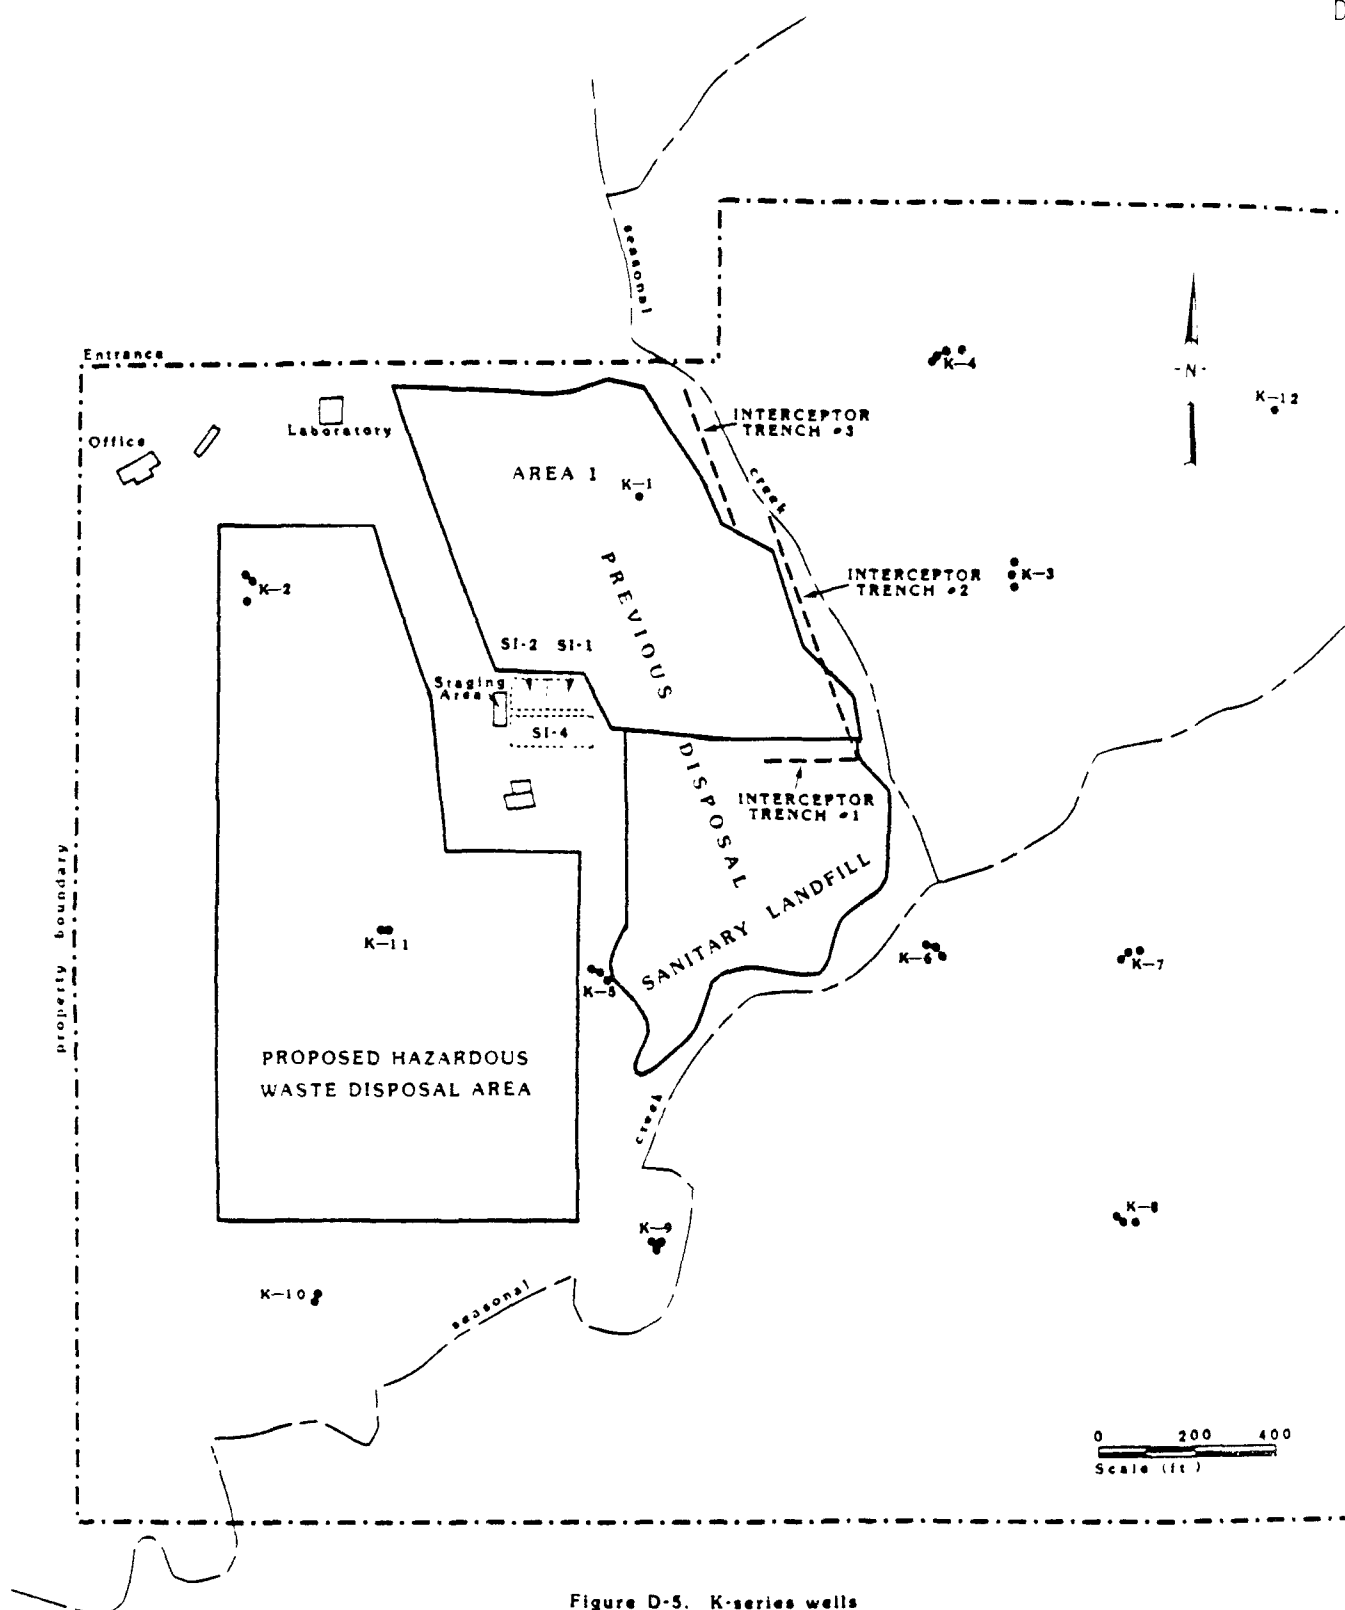 D
seasonal
Entrance
K-4
-N-
K-12
INTERCEPTOR
TRENCH #3
Office
Laboratory
AREA 1
K-1
creek
K-2
PREVIOUS
INTERCEPTOR
TRENCH #2
K-3
SI-2 SI-1
Staging
Area
SI-4
DISPOSAL
INTERCEPTOR
TRENCH #1
property boundary
SANITARY LANDFILL
K-11
K-5
K-6
K-7
PROPOSED HAZARDOUS
WASTE DISPOSAL AREA
creek
K-8
K-9
K-10
seasonal
0 200 400
Scale (ft)
Figure D-5. K-series wells